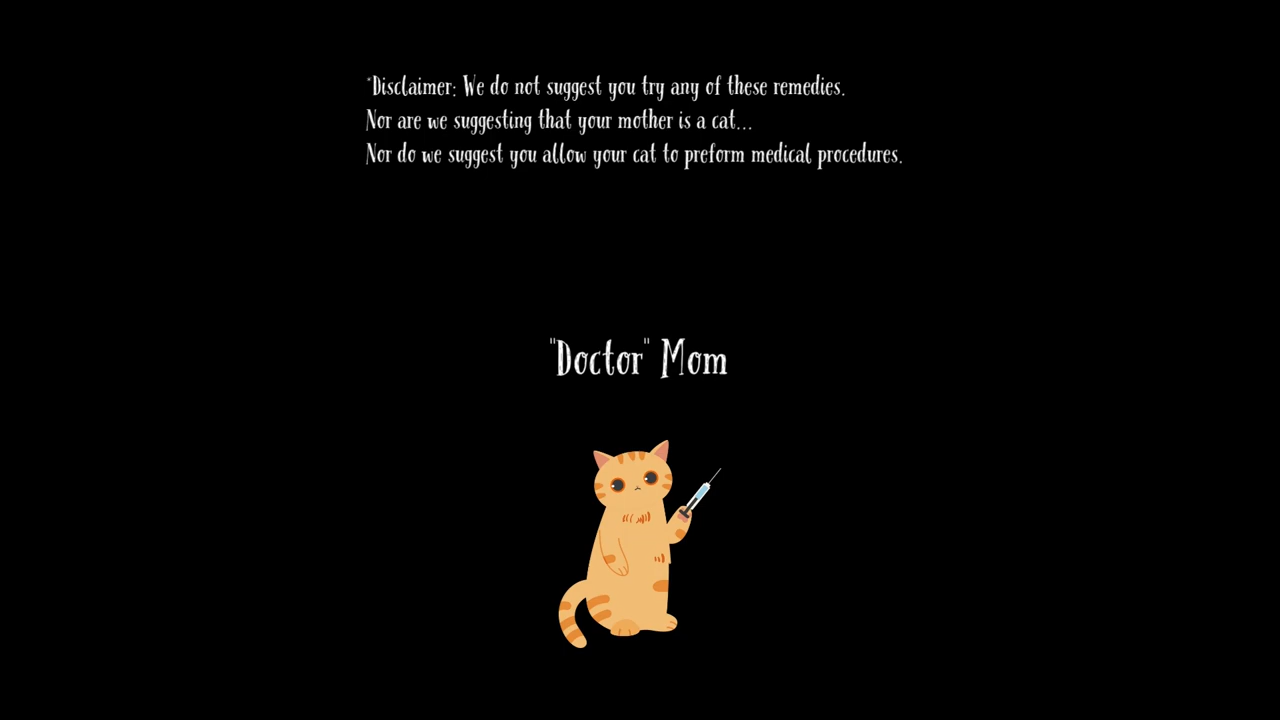 *Disclaimer: We do not suggest you try any of these remedies.
Nor are we suggesting that your mother is a cat...
Nor do we suggest you allow your cat to preform medical procedures.
"Doctor" Mom